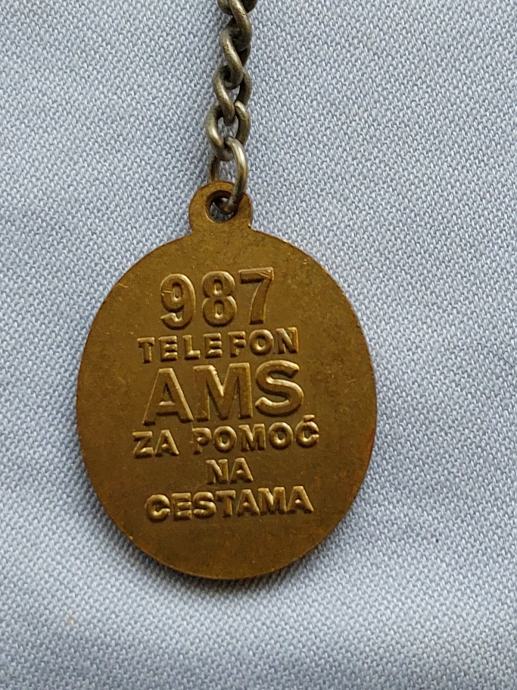 987
TELEFON
AMS
ZA POMOĆ
NA
CESTAMA